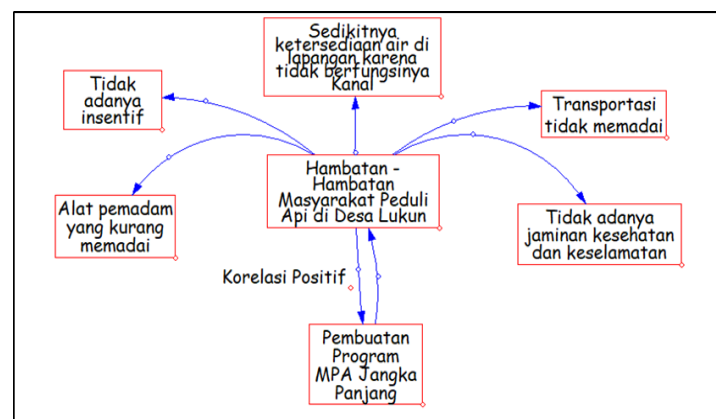 Sedikitnya
ketersediaan air di
lapangan karena
tidak berfungsinya
Kanal
Tidak
adanya
insentif
Transportasi
tidak memadai
Hambatan -
Hambatan
Masyarakat Peduli
Api di Desa Lukun
Alat pemadam
yang kurang
memadai
Tidak adanya
jaminan kesehatan
dan keselamatan
Korelasi Positif
Pembuatan
Program
MPA Jangka
Panjang